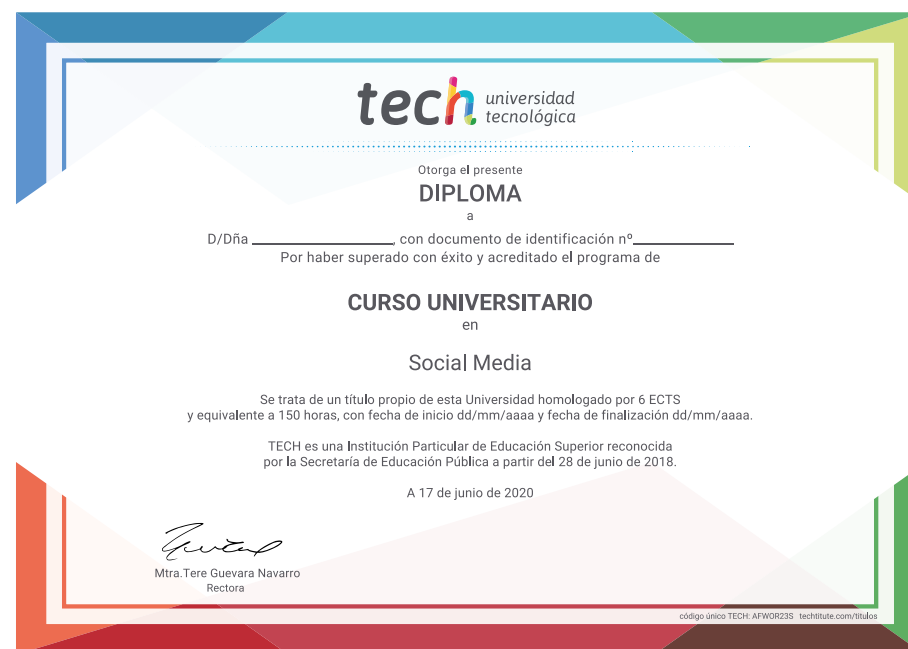 tech universidad
tecnológica
Otorga el presente
DIPLOMA
a
D/Dña ____________________, con documento de identificación nº______________
Por haber superado con éxito y acreditado el programa de
CURSO UNIVERSITARIO
en
Social Media
Se trata de un título propio de esta Universidad homologado por 6 ECTS
y equivalente a 150 horas, con fecha de inicio dd/mm/aaaa y fecha de finalización dd/mm/aaaa.
TECH es una Institución Particular de Educación Superior reconocida
por la Secretaría de Educación Pública a partir del 28 de junio de 2018.
A 17 de junio de 2020
Mtra.Tere Guevara Navarro
Rectora
código único TECH: AFWOR23S techtitute.com/titulos